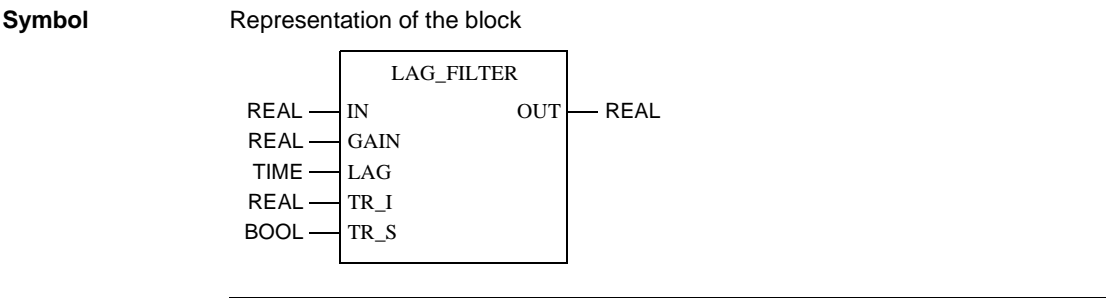 Symbol Representation of the block
LAG_FILTER
REAL IN OUT REAL
REAL GAIN
TIME LAG
REAL TR_I
BOOL TR_S